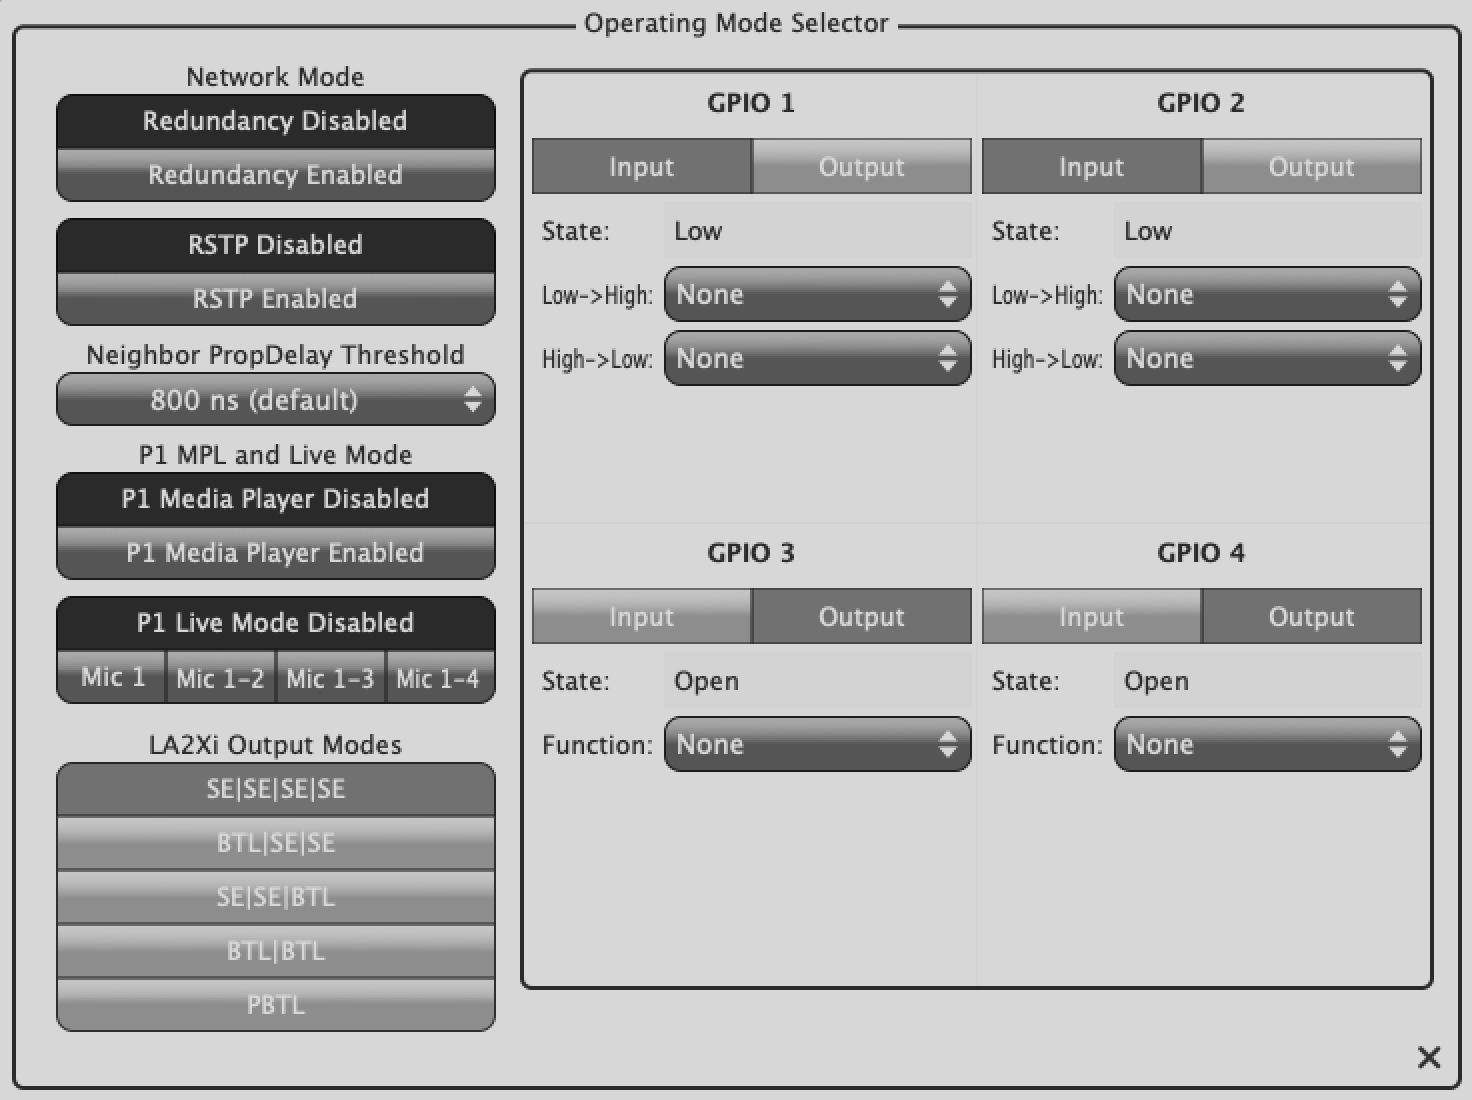 Operating Mode Selector
Network Mode
Redundancy Disabled
Redundancy Enabled
RSTP Disabled
RSTP Enabled
Neighbor PropDelay Threshold
800 ns (default)
P1 MPL and Live Mode
P1 Media Player Disabled
P1 Media Player Enabled
P1 Live Mode Disabled
Mic 1 Mic 1-2 Mic 1-3 Mic 1-4
LA2Xi Output Modes
SE|SE|SE|SE
BTL|SE|SE
SE|SE|BTL
BTL|BTL
PBTL
GPIO 1
Input Output
State: Low
Low->High: None
High->Low: None
GPIO 2
Input Output
State: Low
Low->High: None
High->Low: None
GPIO 3
Input Output
State: Open
Function: None
GPIO 4
Input Output
State: Open
Function: None